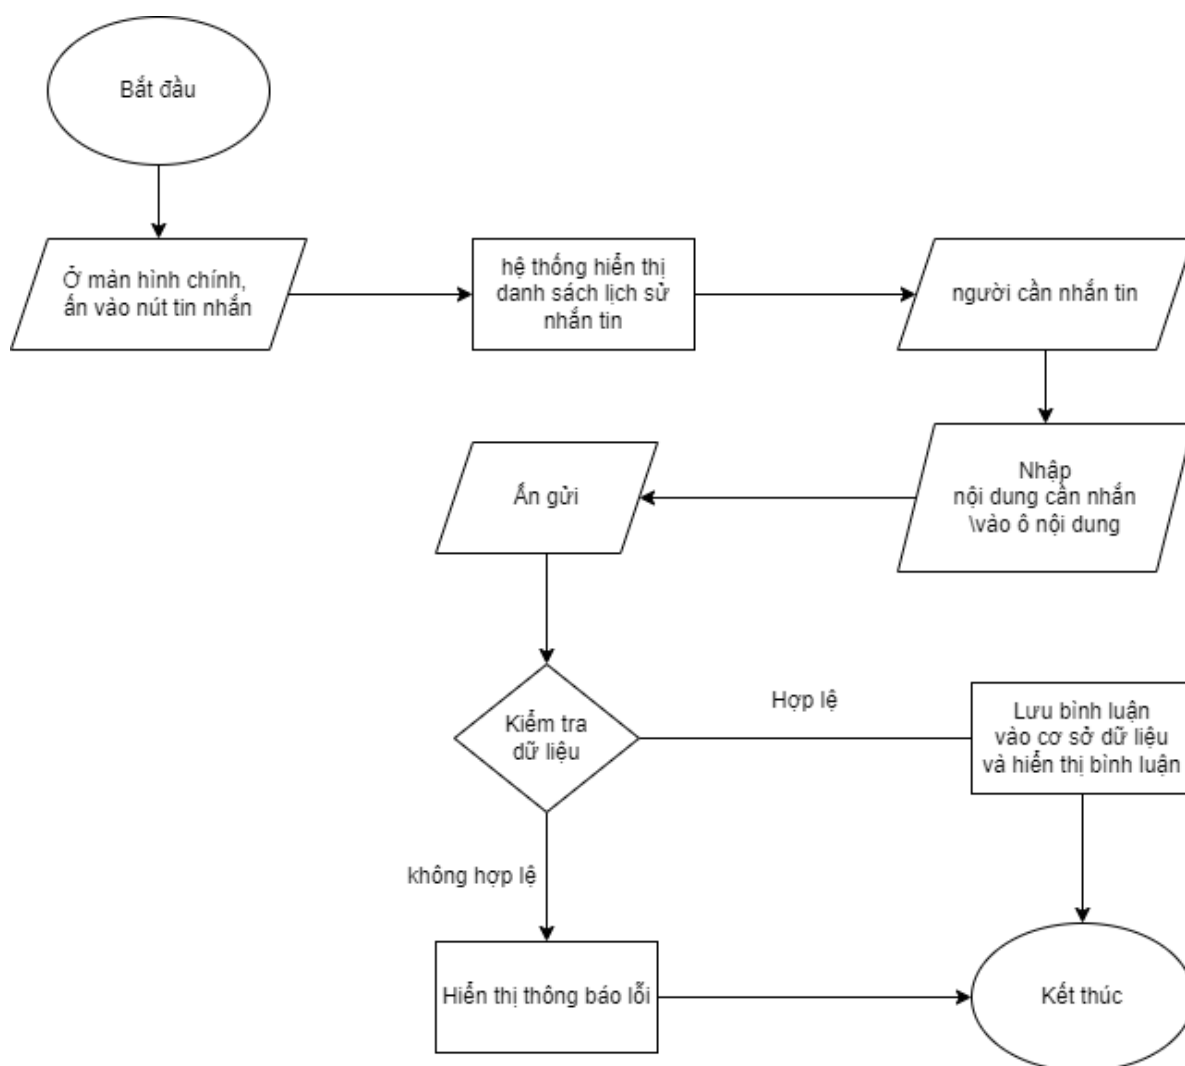 Bắt đầu
Ở màn hình chính,
ấn vào nút tin nhắn
hệ thống hiển thị
danh sách lịch sử
nhắn tin
người cần nhắn tin
Nhập
nội dung cần nhắn
\vào ô nội dung
Ấn gửi
Kiểm tra
dữ liệu
Hợp lệ
Lưu bình luận
vào cơ sở dữ liệu
và hiển thị bình luận
không hợp lệ
Hiển thị thông báo lỗi
Kết thúc